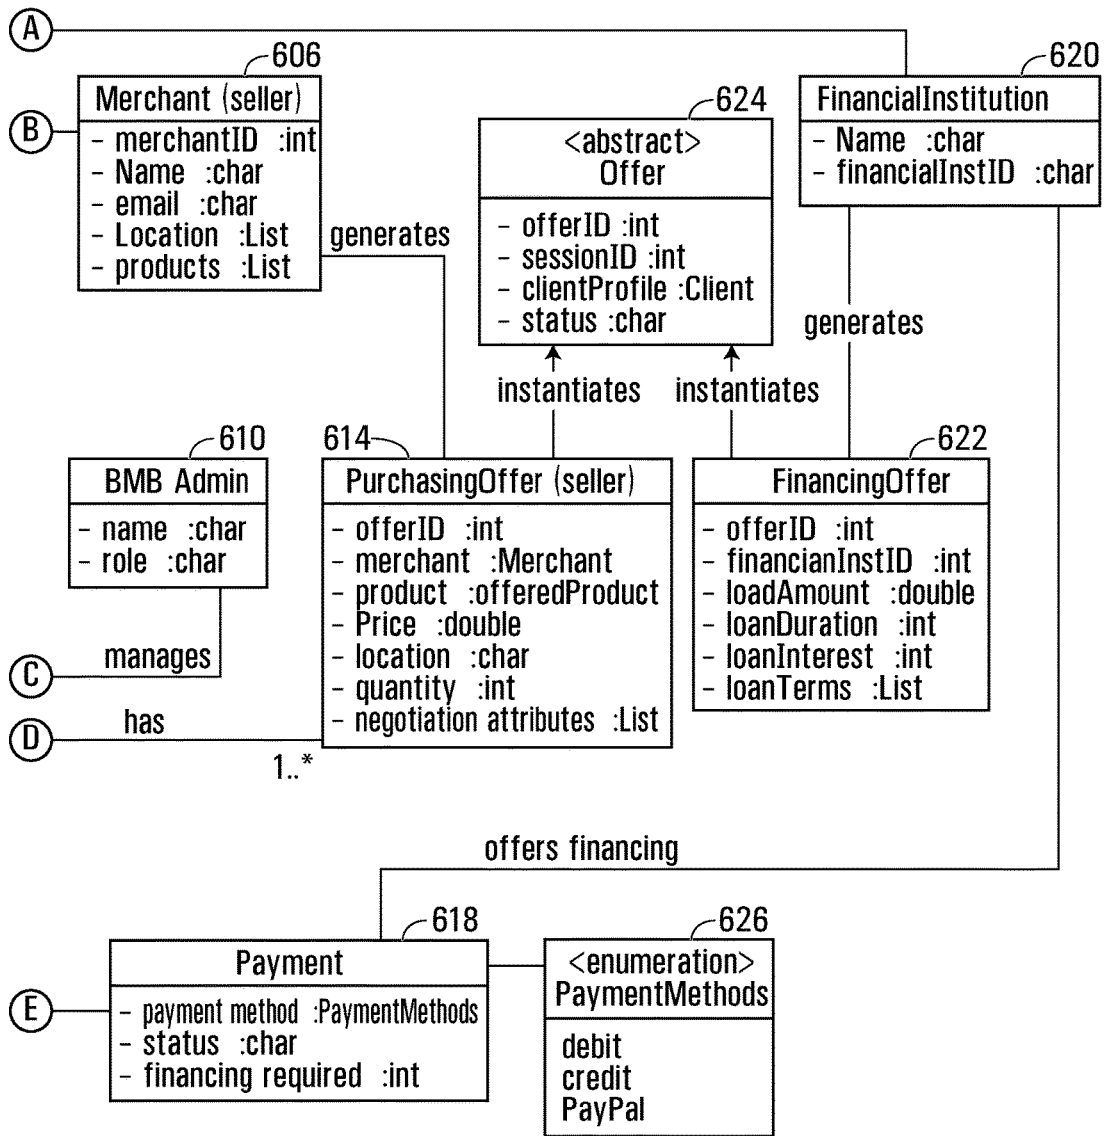 A
606
Merchant (seller)
B
- merchantID :int
- Name :char
- email :char
- Location :List
- products :List
generates
624
<abstract>
Offer
- offerID :int
- sessionID :int
- clientProfile :Client
- status :char
620
FinancialInstitution
- Name :char
- financialInstID :char
generates
instantiates
instantiates
610
BMB Admin
- name :char
- role :char
manages
C
614
PurchasingOffer (seller)
- offerID :int
- merchant :Merchant
- product :offeredProduct
- Price :double
- location :char
- quantity :int
- negotiation attributes :List
622
FinancingOffer
- offerID :int
- financianInstID :int
- loadAmount :double
- loanDuration :int
- loanInterest :int
- loanTerms :List
D
has
1..*
offers financing
618
Payment
E
- payment method :PaymentMethods
- status :char
- financing required :int
626
<enumeration>
PaymentMethods
debit
credit
PayPal